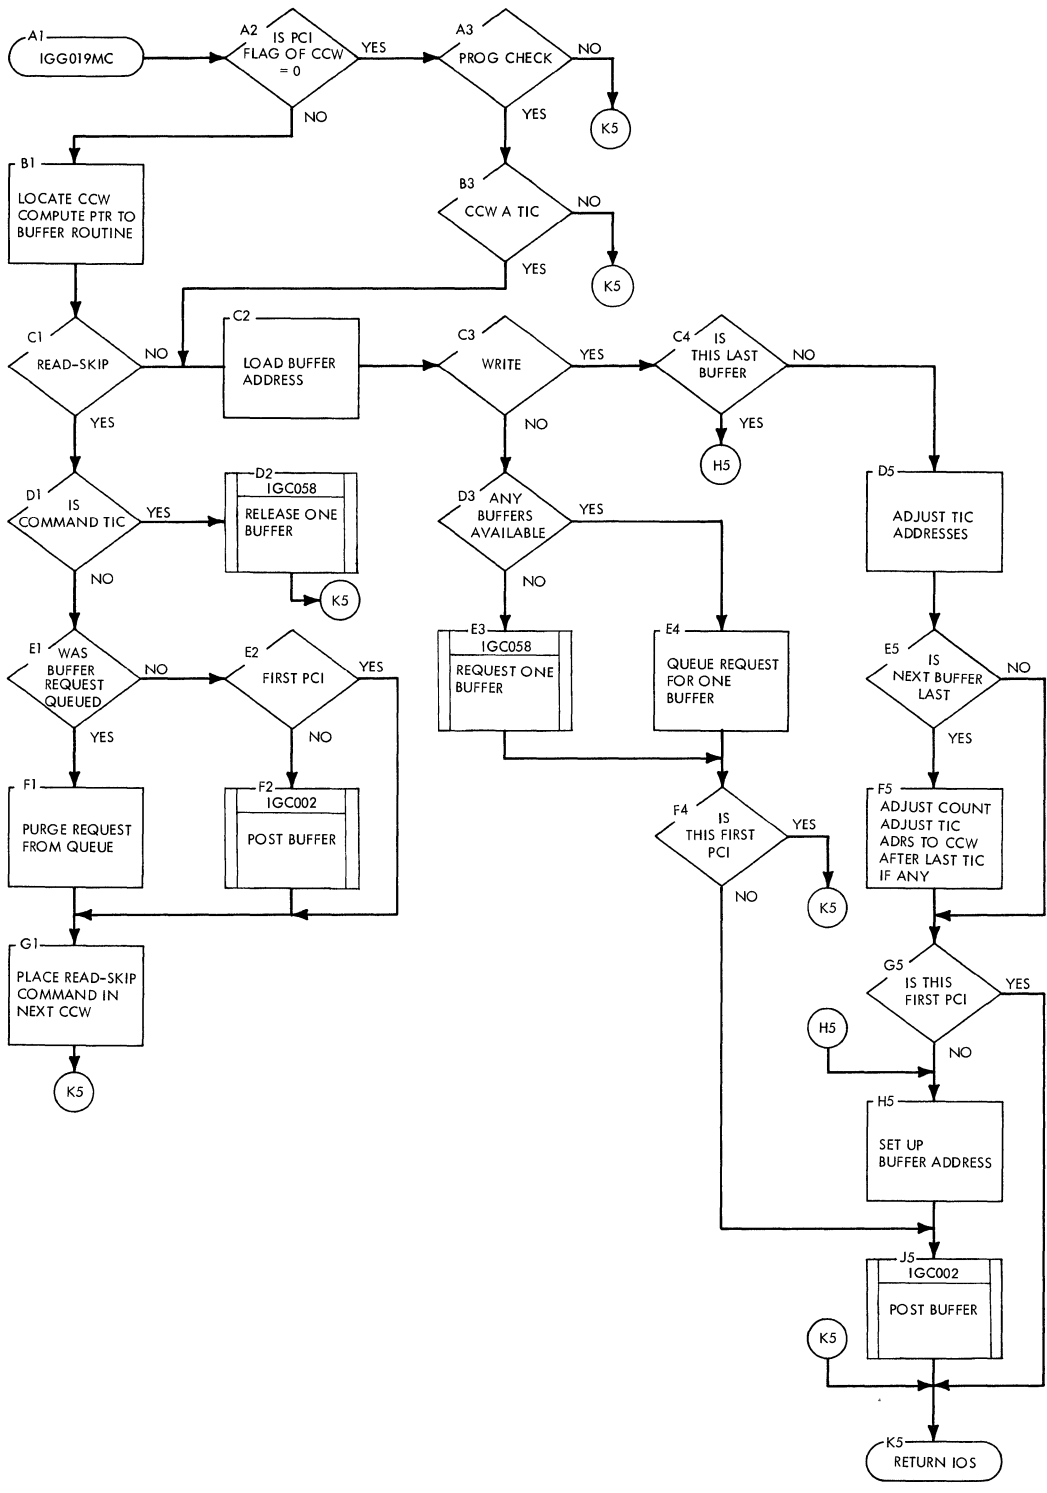 A1
IGG019MC
A2
IS PCI
FLAG OF CCW
= 0
YES
NO
A3
PROG CHECK
NO
YES
K5
B1
LOCATE CCW
COMPUTE PTR TO
BUFFER ROUTINE
B3
CCW A TIC
NO
YES
K5
C1
READ-SKIP
NO
YES
C2
LOAD BUFFER
ADDRESS
C3
WRITE
YES
NO
C4
IS
THIS LAST
BUFFER
NO
YES
H5
D1
IS
COMMAND TIC
YES
NO
D2
IGC058
RELEASE ONE
BUFFER
K5
D3
ANY
BUFFERS
AVAILABLE
YES
NO
D5
ADJUST TIC
ADDRESSES
E1
WAS
BUFFER
REQUEST
QUEUED
NO
YES
E2
FIRST PCI
YES
NO
E3
IGC058
REQUEST ONE
BUFFER
E4
QUEUE REQUEST
FOR ONE
BUFFER
E5
IS
NEXT BUFFER
LAST
NO
YES
F1
PURGE REQUEST
FROM QUEUE
F2
IGC002
POST BUFFER
F4
IS
THIS FIRST
PCI
YES
NO
K5
F5
ADJUST COUNT
ADJUST TIC
ADRS TO CCW
AFTER LAST TIC
IF ANY
G1
PLACE READ-SKIP
COMMAND IN
NEXT CCW
K5
G5
IS THIS
FIRST PCI
YES
NO
H5
H5
SET UP
BUFFER ADDRESS
J5
IGC002
POST BUFFER
K5
K5
RETURN IOS